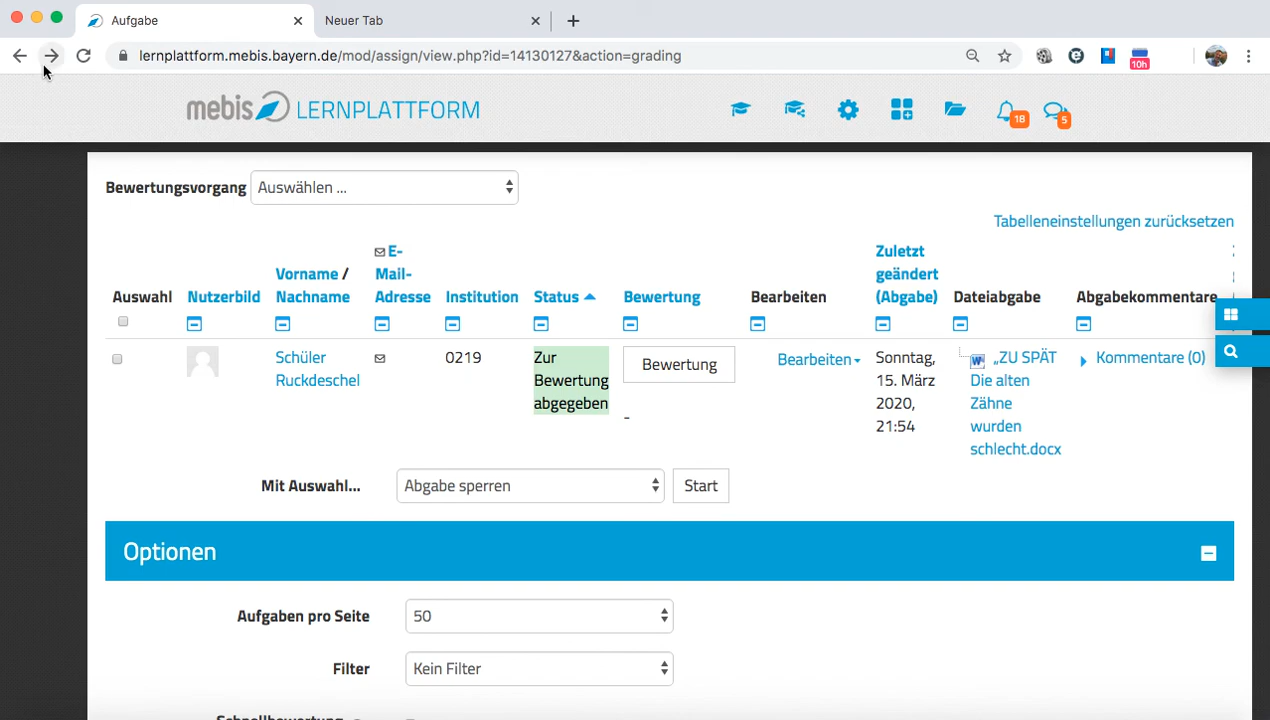 Aufgabe
Neuer Tab
lernplattform.mebis.bayern.de/mod/assign/view.php?id=14130127&action=grading
10h
mebis LERNPLATTFORM
18
5
Bewertungsvorgang
Auswählen ...
Tabelleneinstellungen zurücksetzen
Auswahl
Nutzerbild
Vorname /
Nachname
E-
Mail-
Adresse
Institution
Status
Bewertung
Bearbeiten
Zuletzt
geändert
(Abgabe)
Dateiabgabe
Abgabekommentare
Schüler
Ruckdeschel
0219
Zur
Bewertung
abgegeben
Bewertung
-
Bearbeiten
Sonntag,
15. März
2020,
21:54
„ZU SPÄT
Die alten
Zähne
wurden
schlecht.docx
Kommentare (0)
Mit Auswahl...
Abgabe sperren
Start
Optionen
Aufgaben pro Seite
50
Filter
Kein Filter
Schnellbewertung